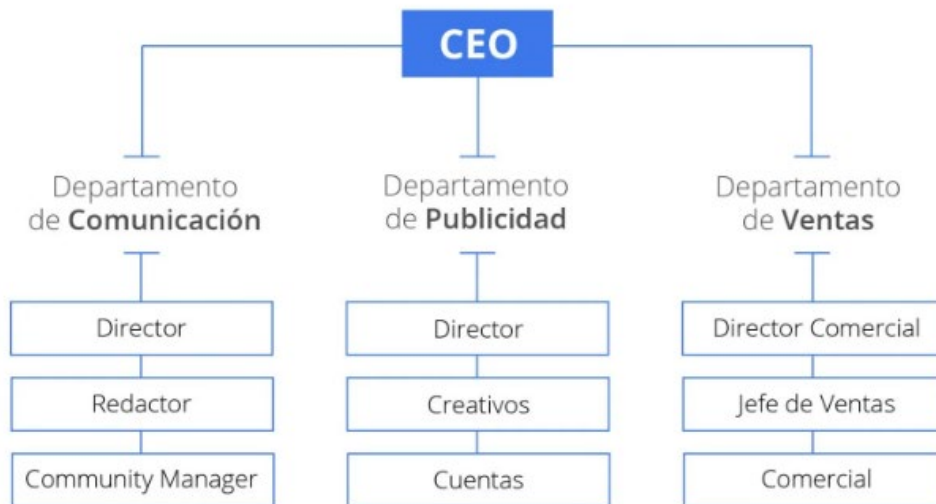 CEO
Departamento
de Comunicación
Director
Redactor
Community Manager
Departamento
de Publicidad
Director
Creativos
Cuentas
Departamento
de Ventas
Director Comercial
Jefe de Ventas
Comercial